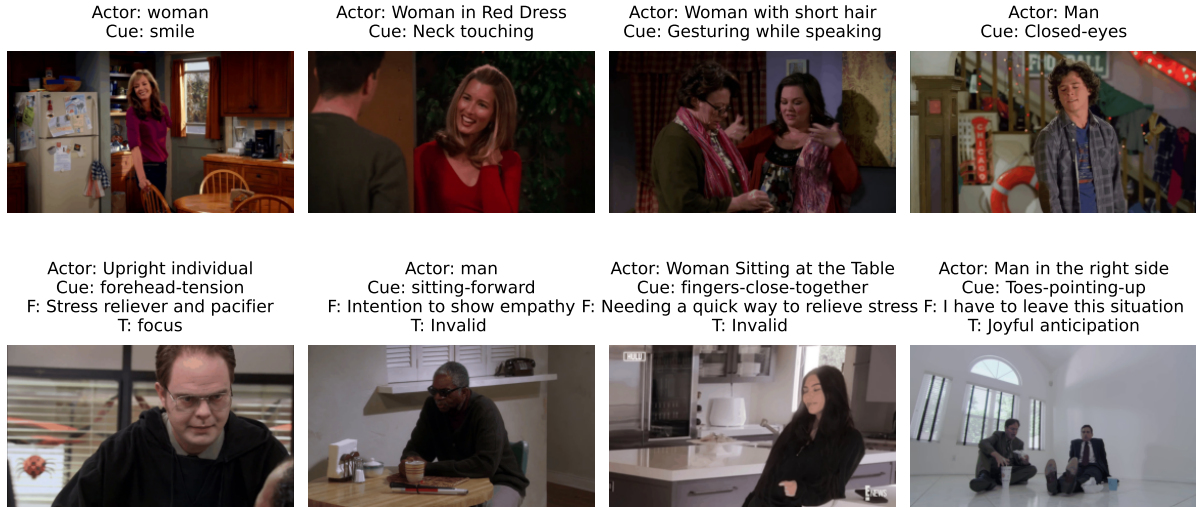 Actor: woman
Cue: smile
Actor: Woman in Red Dress
Cue: Neck touching
Actor: Woman with short hair
Cue: Gesturing while speaking
Actor: Man
Cue: Closed-eyes
FOO BALL
CHICAGO
Actor: Upright individual
Cue: forehead-tension
F: Stress reliever and pacifier
T: focus
Actor: man
Cue: sitting-forward
F: Intention to show empathy
T: Invalid
Actor: Woman Sitting at the Table
Cue: fingers-close-together
F: Needing a quick way to relieve stress
T: Invalid
E NEWS
Actor: Man in the right side
Cue: Toes-pointing-up
F: I have to leave this situation
T: Joyful anticipation